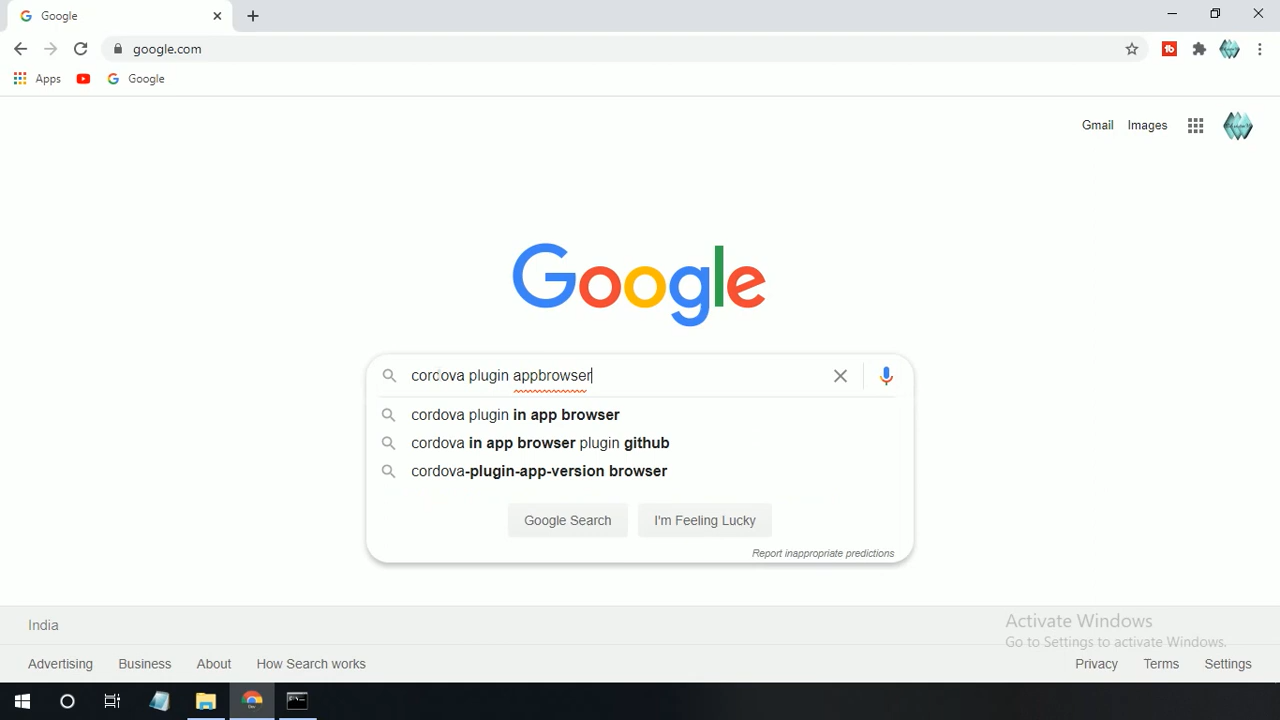 Google
google.com
Apps
Google
Gmail Images
Google
cordova plugin appbrowser
cordova plugin in app browser
cordova in app browser plugin github
cordova-plugin-app-version browser
Google Search I'm Feeling Lucky
Report inappropriate predictions
India
Activate Windows
Go to Settings to activate Windows.
Advertising Business About How Search works Privacy Terms Settings